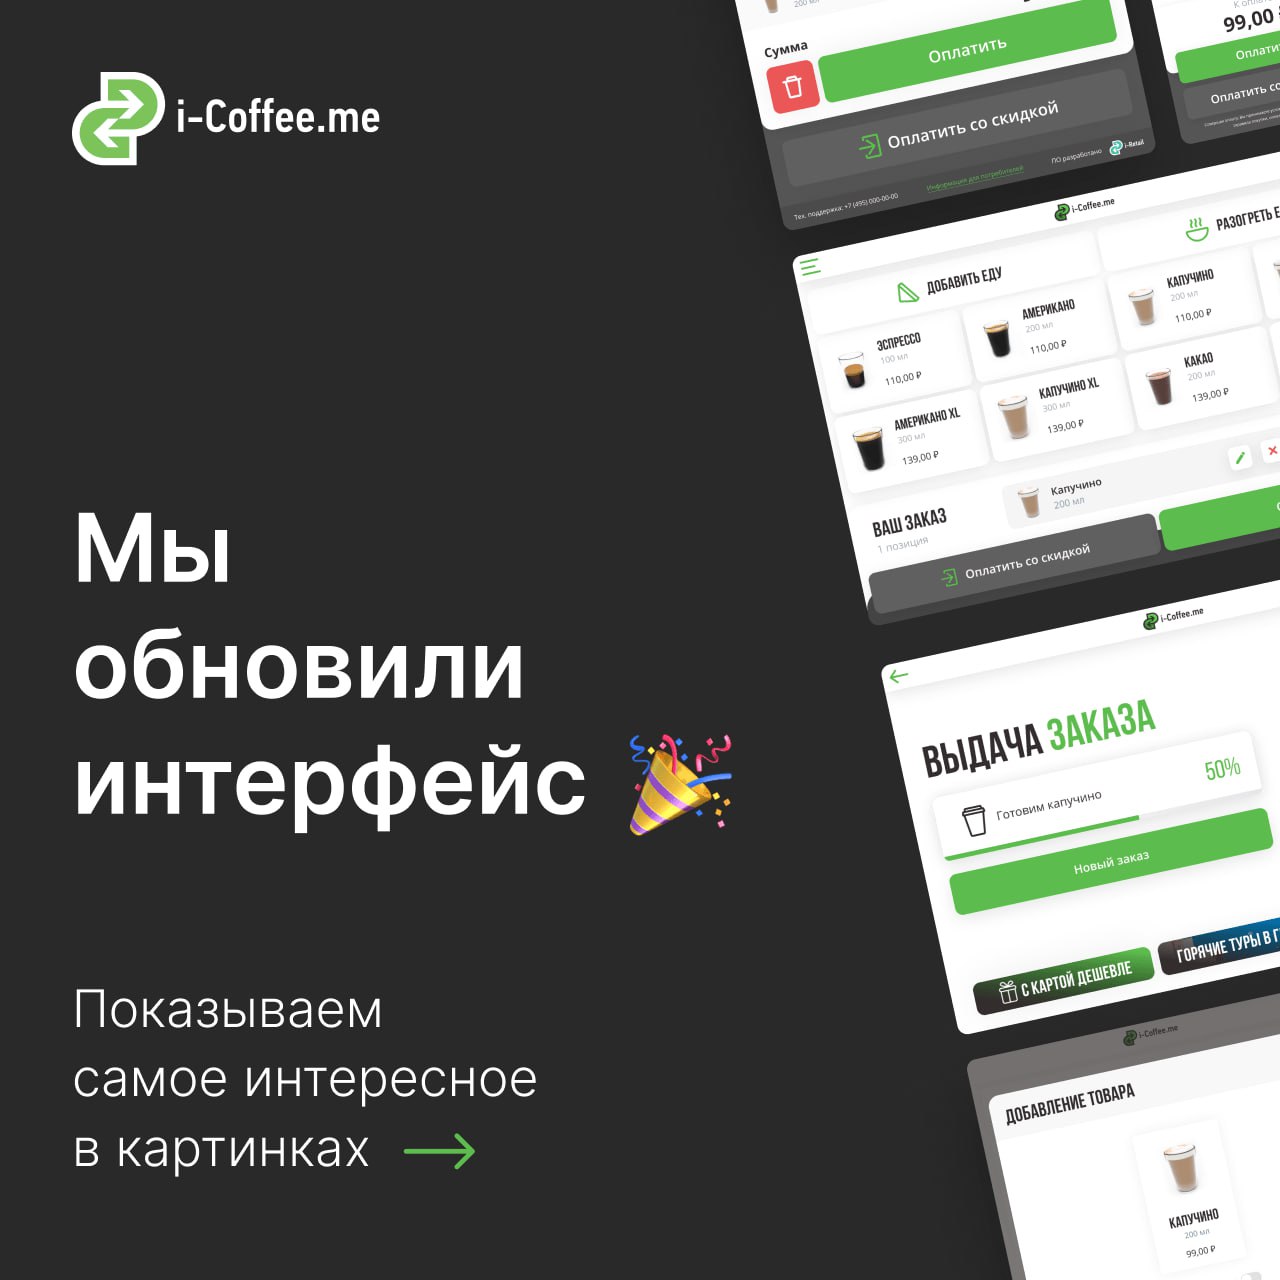 i-Coffee.me
Мы
обновили
интерфейс
Показываем
самое интересное
в картинках
200 мл
Сумма
Оплатить
Оплатить со скидкой
Тех. поддержка: +7 (495) 000-00-00
Информация для потребителей
ПО разработано
i-Retail
99,00
i-Coffee.me
ДОБАВИТЬ ЕДУ
РАЗОГРЕТЬ
ЭСПРЕССО
100 мл
110,00 ₽
АМЕРИКАНО
200 мл
110,00 ₽
КАПУЧИНО
200 мл
110,00 ₽
АМЕРИКАНО XL
300 мл
139,00 ₽
КАПУЧИНО XL
300 мл
139,00 ₽
КАКАО
200 мл
139,00 ₽
ВАШ ЗАКАЗ
1 позиция
Капучино
200 мл
Оплатить со скидкой
i-Coffee.me
ВЫДАЧА ЗАКАЗА
Готовим капучино
50%
Новый заказ
С КАРТОЙ ДЕШЕВЛЕ
ГОРЯЧИЕ ТУРЫ В
i-Coffee.me
ДОБАВЛЕНИЕ ТОВАРА
КАПУЧИНО
200 мл
99,00 ₽